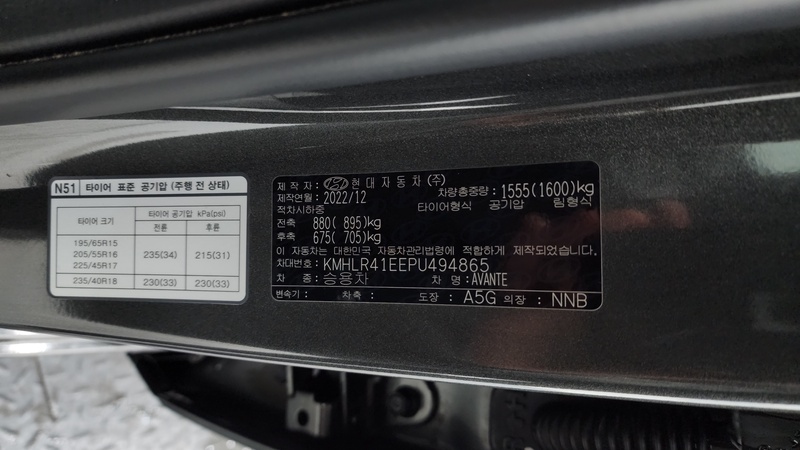 N51 타이어 표준 공기압 (주행 전 상태)
타이어 크기 타이어 공기압 kPa(psi)
전륜 후륜
195/65R15
205/55R16 235(34) 215(31)
225/45R17
235/40R18 230(33) 230(33)
제작자: 현대자동차(주)
제작연월: 2022/12 차량총중량: 1555(1600)kg
적차시하중 타이어형식 공기압 림형식
전축 880( 895)kg
후축 675( 705)kg
이 자동차는 대한민국 자동차관리법령에 적합하게 제작되었습니다.
차대번호: KMHLR41EEPU494865
차 종: 승용차 차 명: AVANTE
변속기: 차축: 도장: A5G 의장: NNB